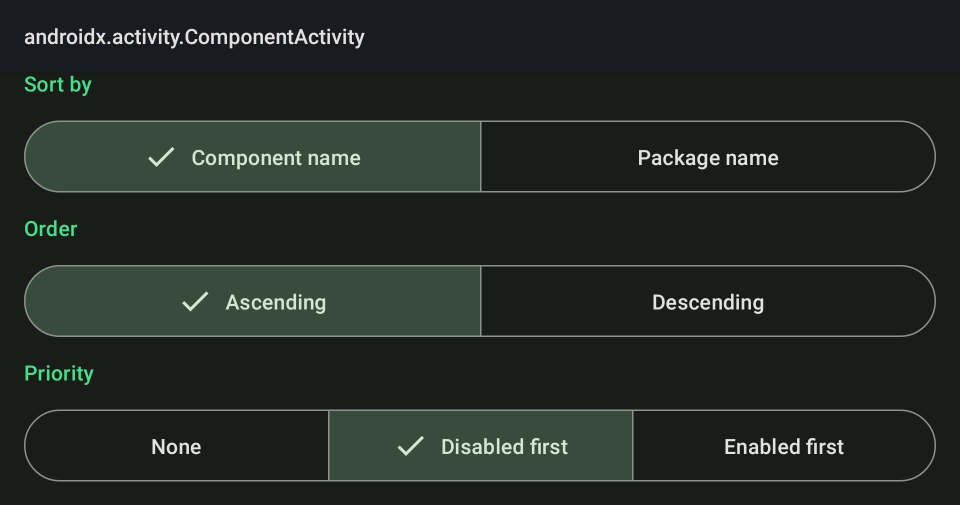 androidx.activity.ComponentActivity
Sort by
Component name Package name
Order
Ascending Descending
Priority
None Disabled first Enabled first